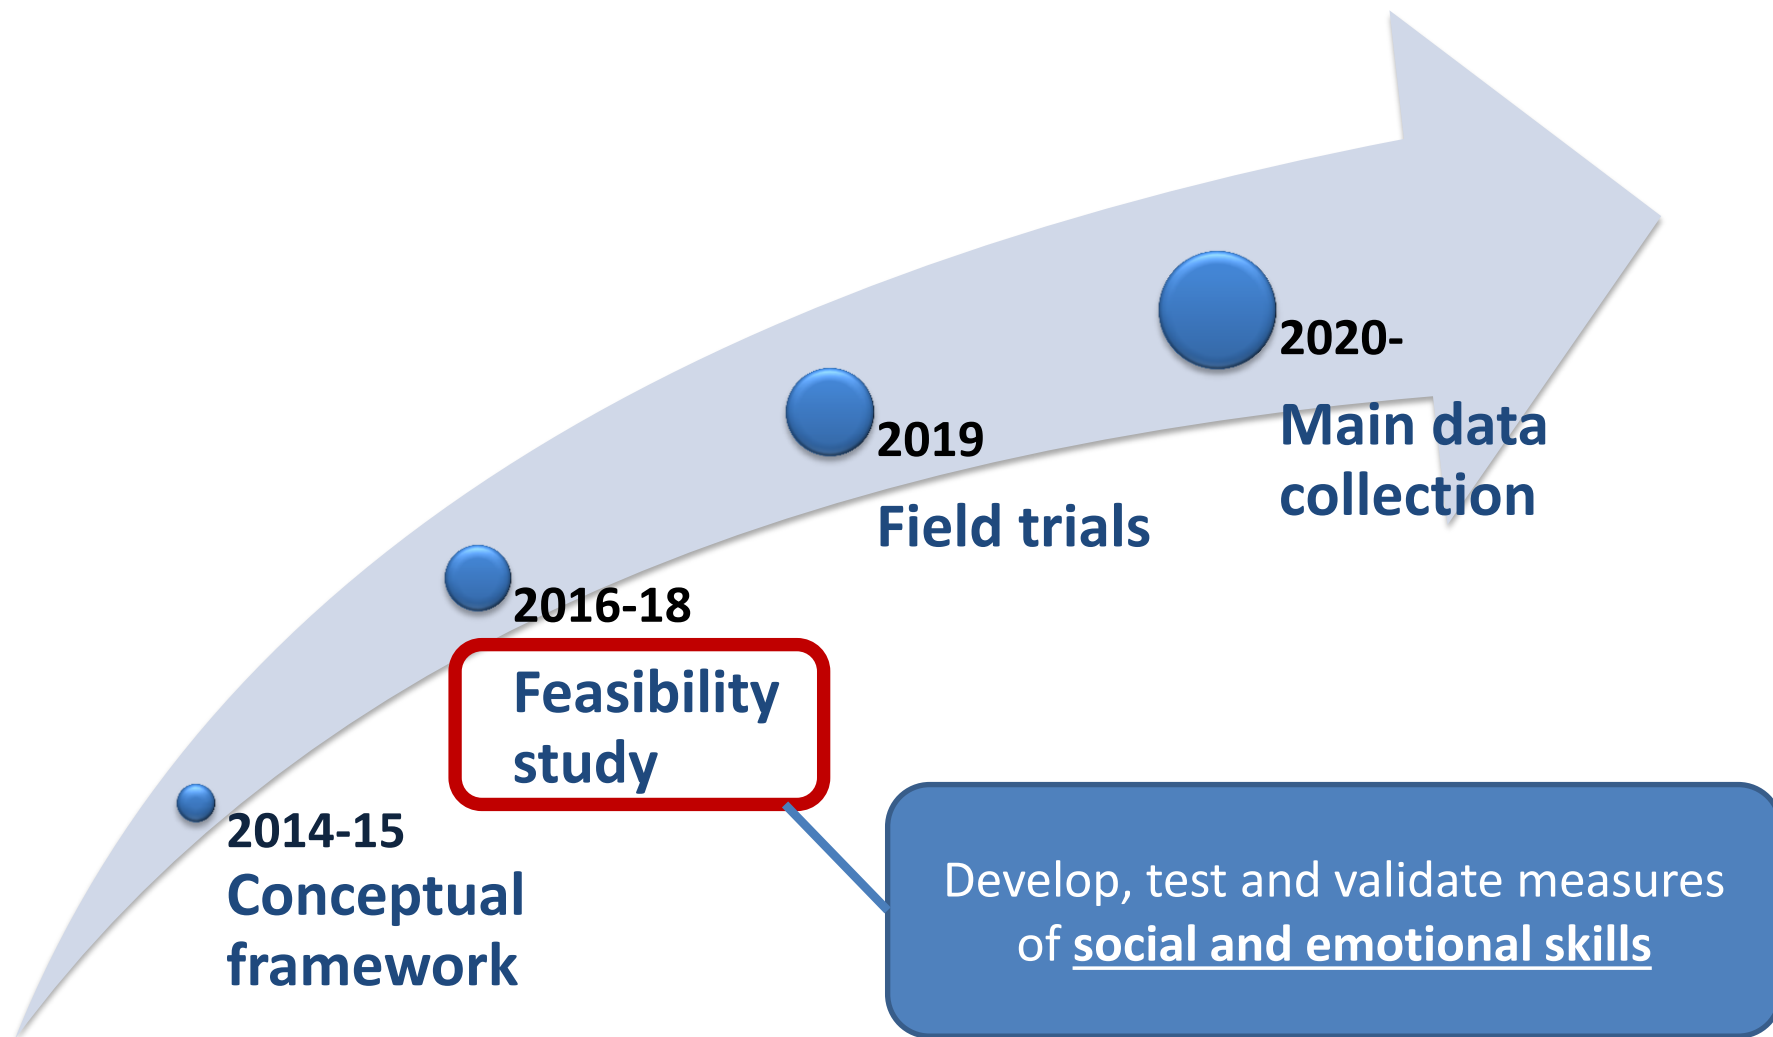 2014-15
Conceptual
framework
2016-18
Feasibility
study
2019
Field trials
2020-
Main data
collection
Develop, test and validate measures
of social and emotional skills